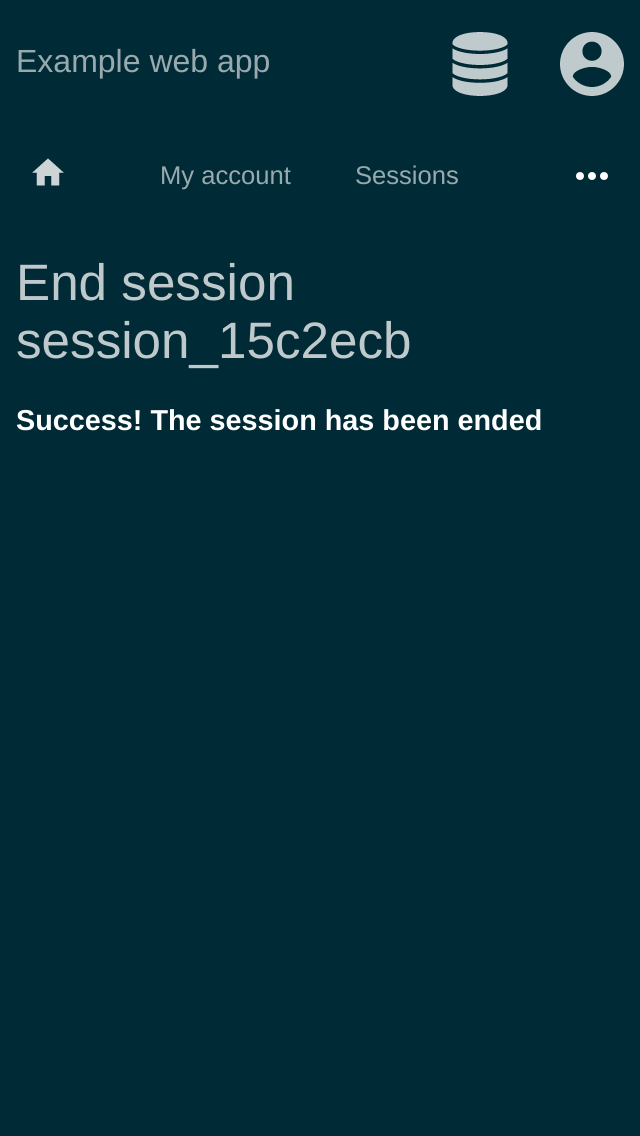 Example web app
My account Sessions
End session
session_15c2ecb
Success! The session has been ended